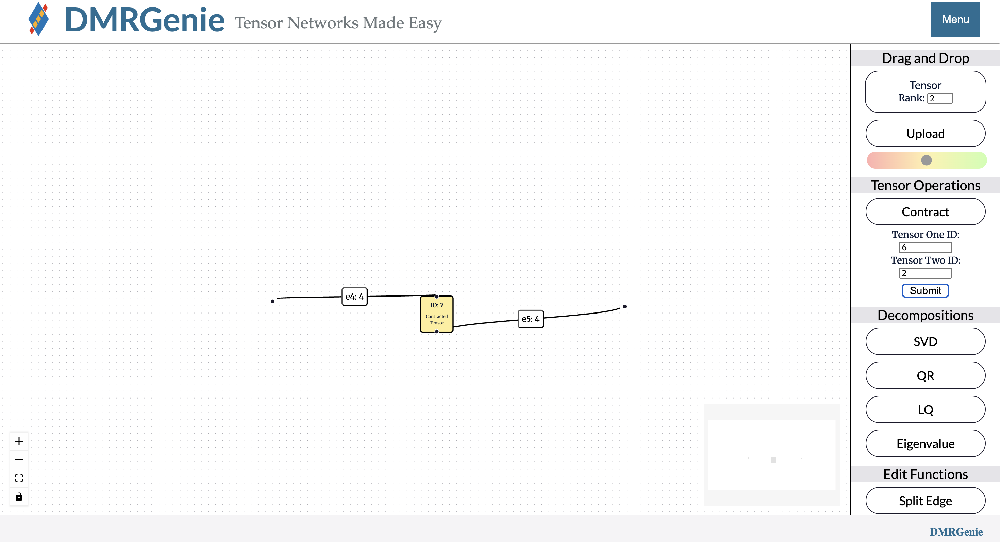 DMRGenie Tensor Networks Made Easy
Menu
Drag and Drop
Tensor
Rank: 2
Upload
Tensor Operations
Contract
Tensor One ID:
6
Tensor Two ID:
2
Submit
Decompositions
SVD
QR
LQ
Eigenvalue
Edit Functions
Split Edge
e4: 4
ID: 7
Contracted
Tensor
e5: 4
DMRGenie